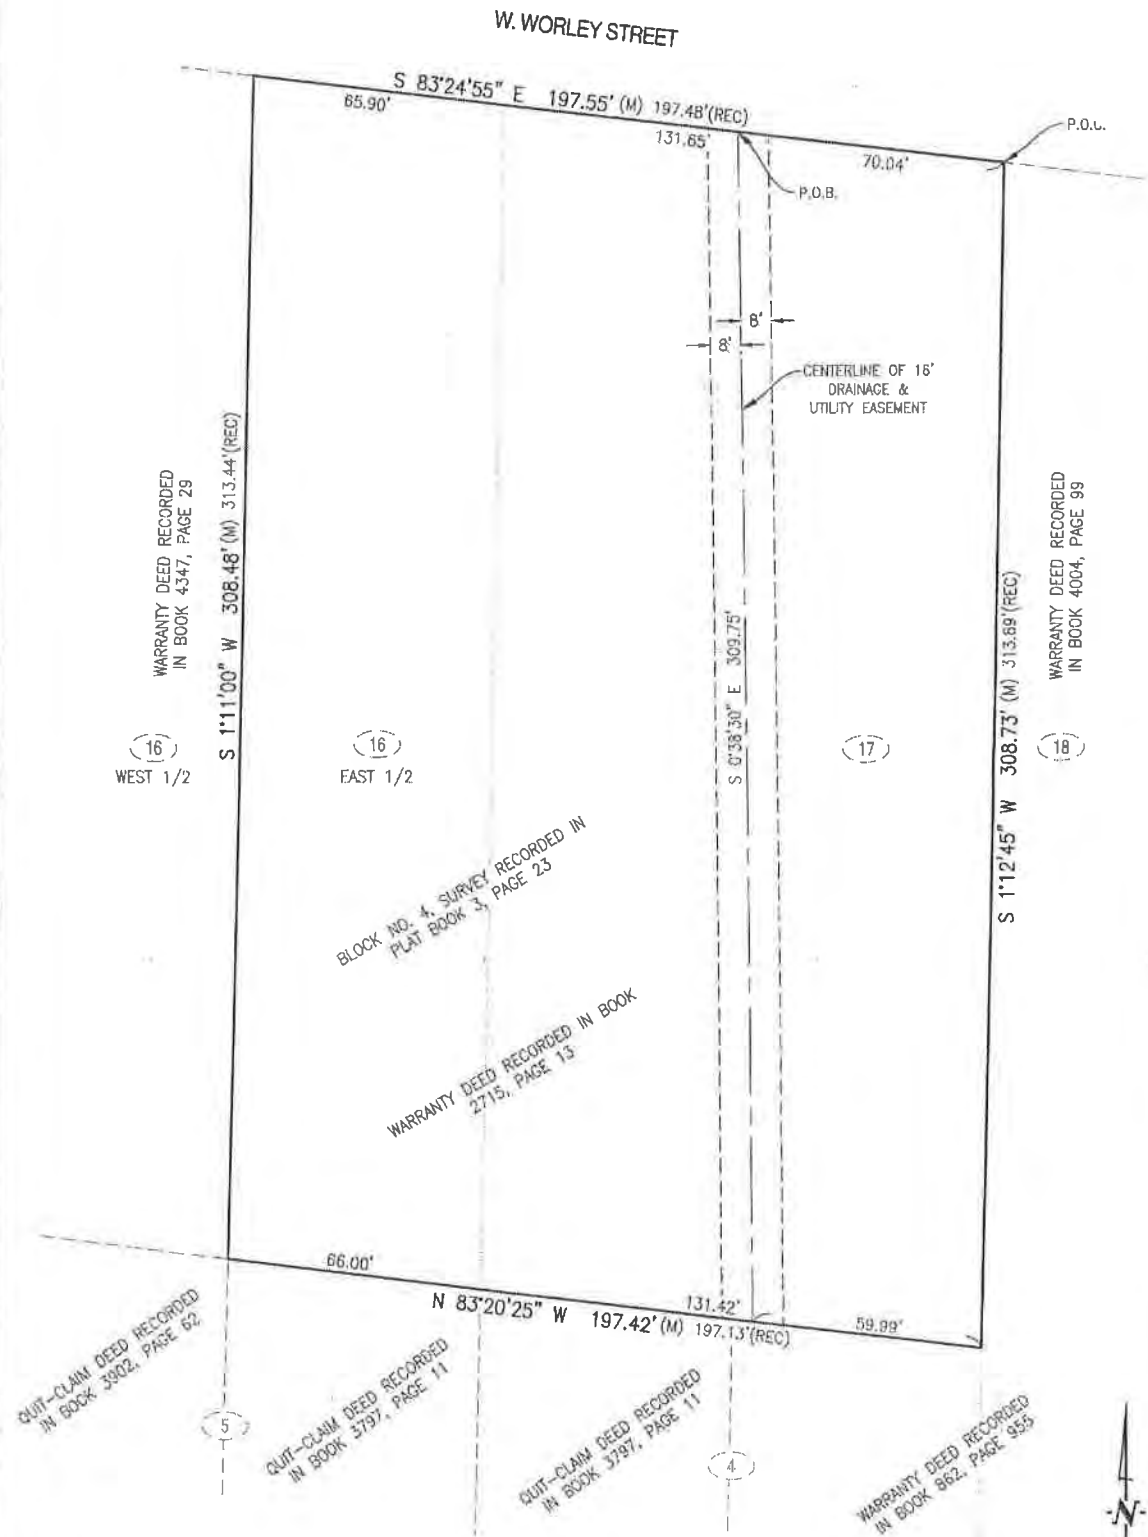 W. WORLEY STREET
S 83°24'55" E 197.55' (M) 197.48'(REC)
65.90'
131.65'
70.04'
P.O.C.
P.O.B.
8'
8'
CENTERLINE OF 16'
DRAINAGE &
UTILITY EASEMENT
WARRANTY DEED RECORDED
IN BOOK 4347, PAGE 29
S 1°11'00" W 308.48' (M) 313.44'(REC)
S 0°38'30" E 309.75'
S 1°12'45" W 308.73' (M) 313.89'(REC)
WARRANTY DEED RECORDED
IN BOOK 4004, PAGE 99
16
WEST 1/2
16
EAST 1/2
17
18
BLOCK NO. 4, SURVEY RECORDED IN
PLAT BOOK 3, PAGE 23
WARRANTY DEED RECORDED IN BOOK
2715, PAGE 13
66.00'
N 83°20'25" W 197.42' (M) 197.13'(REC)
131.42'
59.99'
QUIT-CLAIM DEED RECORDED
IN BOOK 3902, PAGE 62
5
QUIT-CLAIM DEED RECORDED
IN BOOK 3797, PAGE 11
QUIT-CLAIM DEED RECORDED
IN BOOK 3797, PAGE 11
4
WARRANTY DEED RECORDED
IN BOOK 862, PAGE 955
N